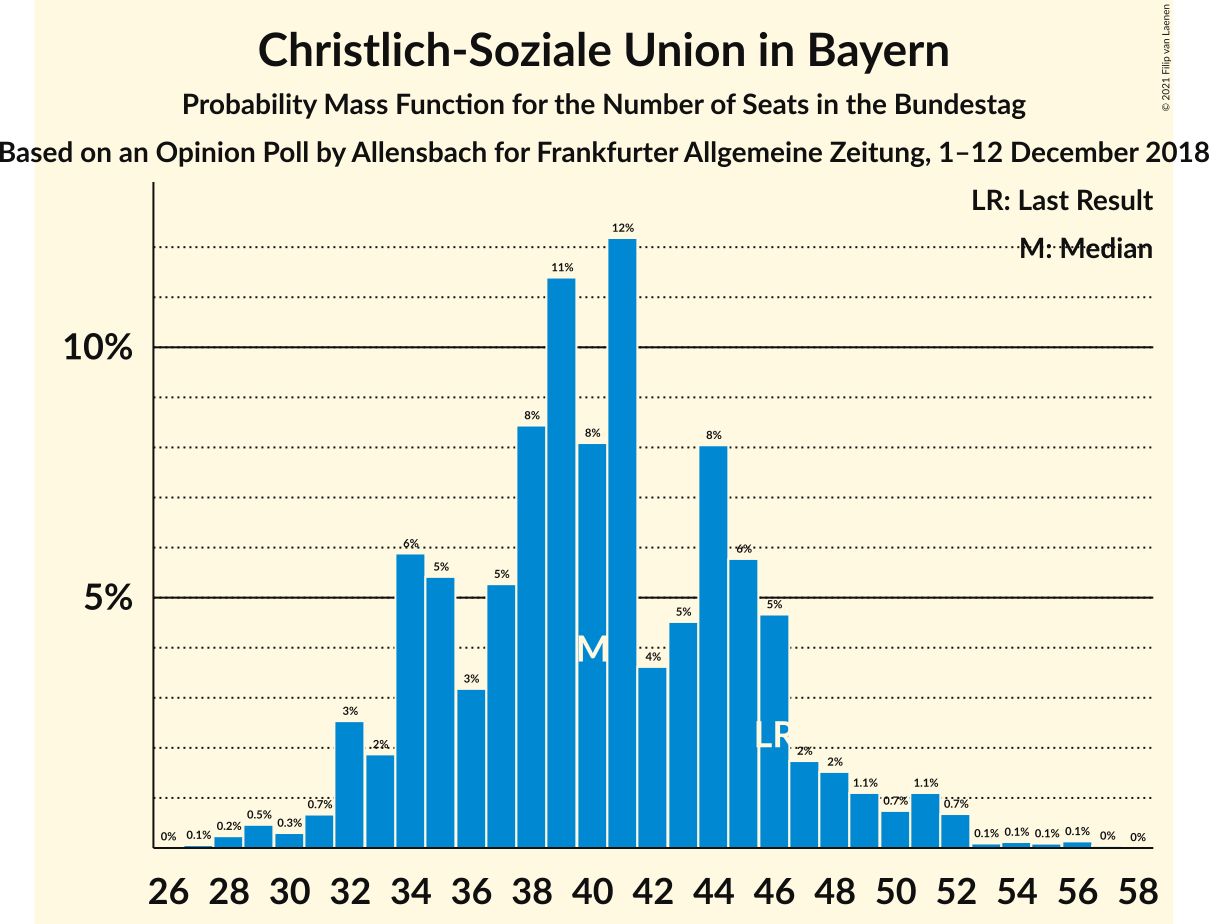 Christlich-Soziale Union in Bayern
© 2021 Filip van Laenen
Probability Mass Function for the Number of Seats in the Bundestag
Based on an Opinion Poll by Allensbach for Frankfurter Allgemeine Zeitung, 1–12 December 2018
LR: Last Result
M: Median
10%
5%
0% 0.1% 0.2% 0.5% 0.3% 0.7% 3% 2% 6% 5% 3% 5% 8% 11% 8% 12% 4% 5% 8% 6% 5% 2% 2% 1.1% 0.7% 1.1% 0.7% 0.1% 0.1% 0.1% 0.1% 0% 0%
M
LR
26 28 30 32 34 36 38 40 42 44 46 48 50 52 54 56 58